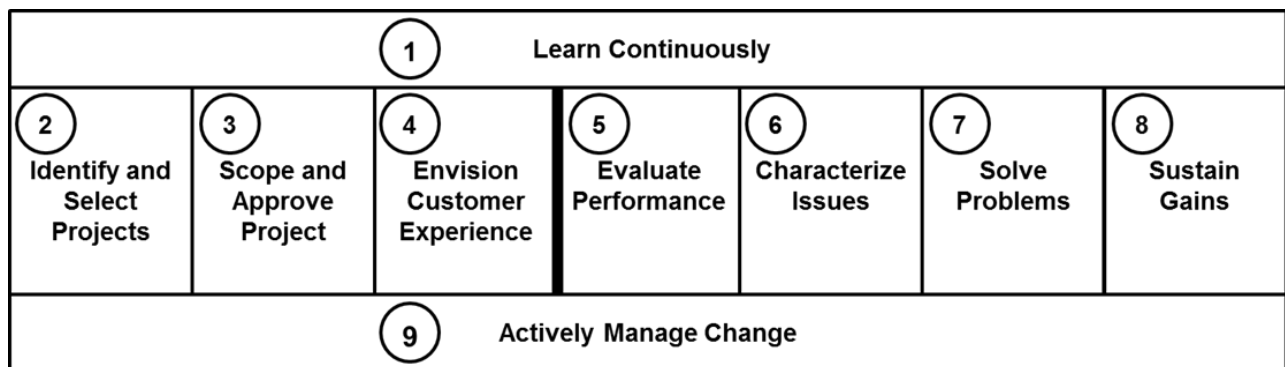 1 Learn Continuously
2
Identify and
Select
Projects
3
Scope and
Approve
Project
4
Envision
Customer
Experience
5
Evaluate
Performance
6
Characterize
Issues
7
Solve
Problems
8
Sustain
Gains
9 Actively Manage Change